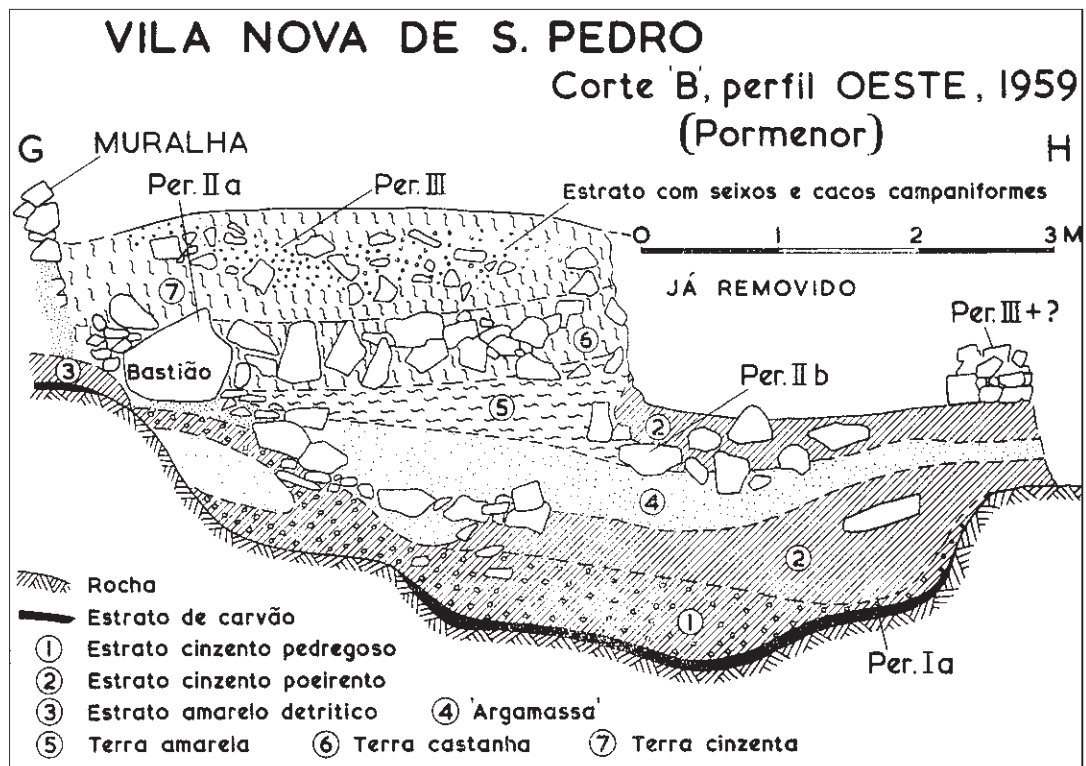 VILA NOVA DE S. PEDRO
Corte 'B', perfil OESTE, 1959
(Pormenor)
G
MURALHA
H
Per. IIa
Per. III
Estrato com seixos e cacos campaniformes
0 1 2 3 M
JÁ REMOVIDO
7
Per. III + ?
6
3
Bastião
Per. IIb
5
2
4
2
1
Per. Ia
Rocha
Estrato de carvão
1 Estrato cinzento pedregoso
2 Estrato cinzento poeirento
3 Estrato amarelo detrítico 4 'Argamassa'
5 Terra amarela 6 Terra castanha 7 Terra cinzenta